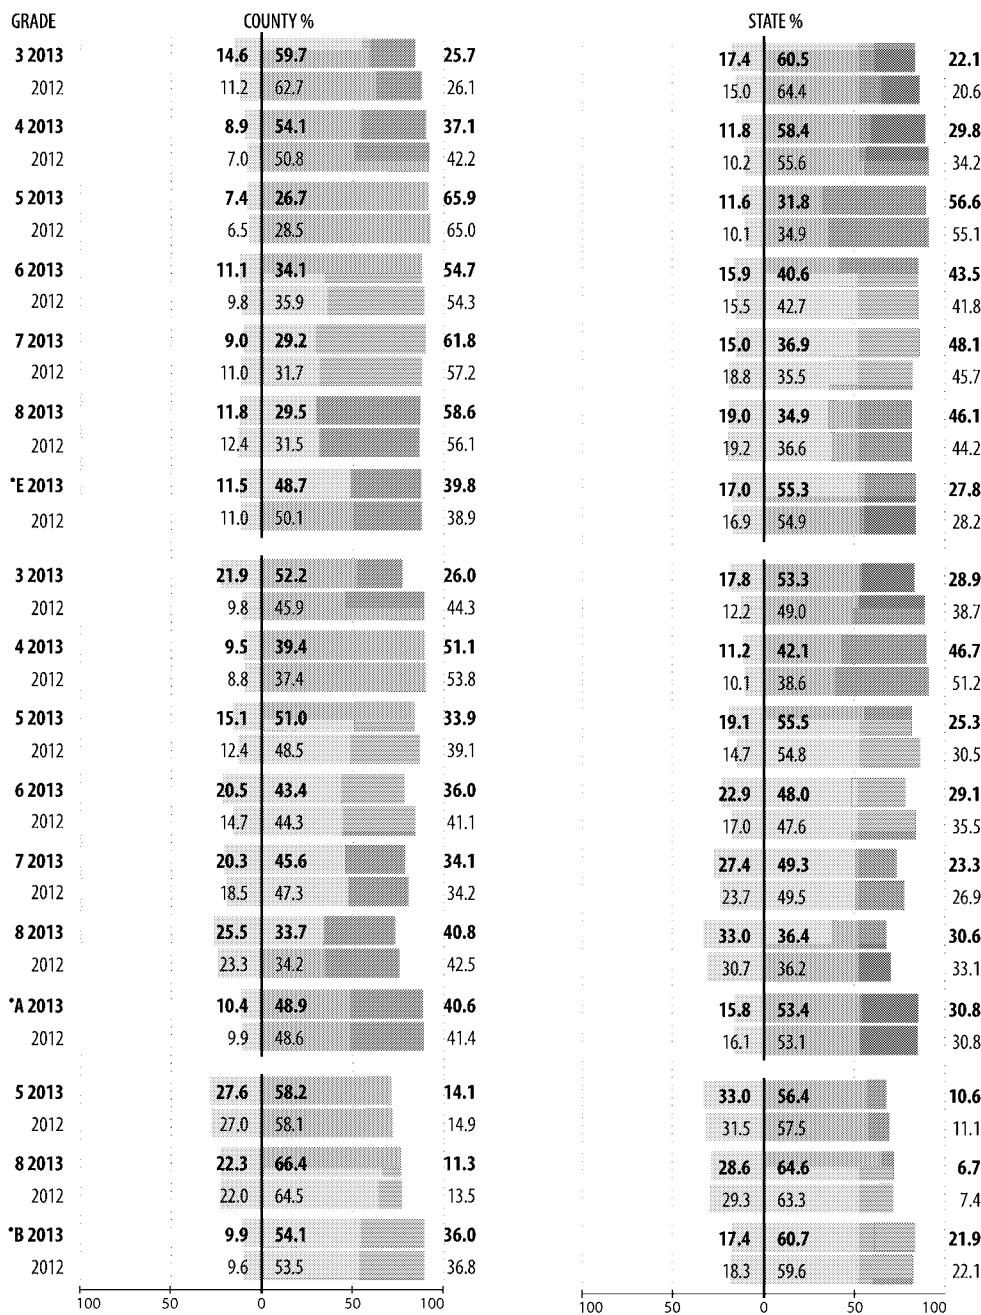 GRADE COUNTY % STATE %
3 2013 14.6 59.7 25.7 17.4 60.5 22.1
2012 11.2 62.7 26.1 15.0 64.4 20.6
4 2013 8.9 54.1 37.1 11.8 58.4 29.8
2012 7.0 50.8 42.2 10.2 55.6 34.2
5 2013 7.4 26.7 65.9 11.6 31.8 56.6
2012 6.5 28.5 65.0 10.1 34.9 55.1
6 2013 11.1 34.1 54.7 15.9 40.6 43.5
2012 9.8 35.9 54.3 15.5 42.7 41.8
7 2013 9.0 29.2 61.8 15.0 36.9 48.1
2012 11.0 31.7 57.2 18.8 35.5 45.7
8 2013 11.8 29.5 58.6 19.0 34.9 46.1
2012 12.4 31.5 56.1 19.2 36.6 44.2
*E 2013 11.5 48.7 39.8 17.0 55.3 27.8
2012 11.0 50.1 38.9 16.9 54.9 28.2
3 2013 21.9 52.2 26.0 17.8 53.3 28.9
2012 9.8 45.9 44.3 12.2 49.0 38.7
4 2013 9.5 39.4 51.1 11.2 42.1 46.7
2012 8.8 37.4 53.8 10.1 38.6 51.2
5 2013 15.1 51.0 33.9 19.1 55.5 25.3
2012 12.4 48.5 39.1 14.7 54.8 30.5
6 2013 20.5 43.4 36.0 22.9 48.0 29.1
2012 14.7 44.3 41.1 17.0 47.6 35.5
7 2013 20.3 45.6 34.1 27.4 49.3 23.3
2012 18.5 47.3 34.2 23.7 49.5 26.9
8 2013 25.5 33.7 40.8 33.0 36.4 30.6
2012 23.3 34.2 42.5 30.7 36.2 33.1
*A 2013 10.4 48.9 40.6 15.8 53.4 30.8
2012 9.9 48.6 41.4 16.1 53.1 30.8
5 2013 27.6 58.2 14.1 33.0 56.4 10.6
2012 27.0 58.1 14.9 31.5 57.5 11.1
8 2013 22.3 66.4 11.3 28.6 64.6 6.7
2012 22.0 64.5 13.5 29.3 63.3 7.4
*B 2013 9.9 54.1 36.0 17.4 60.7 21.9
2012 9.6 53.5 36.8 18.3 59.6 22.1
100 50 0 50 100 100 50 0 50 100